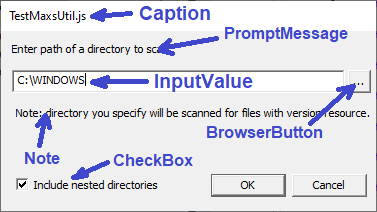 TestMaxsUtil.js Caption
PromptMessage
Enter path of a directory to sca
C:\WINDOWS InputValue ...
Note: directory you specify will be scanned for files with version resource.
BrowserButton
Note CheckBox
Include nested directories OK Cancel